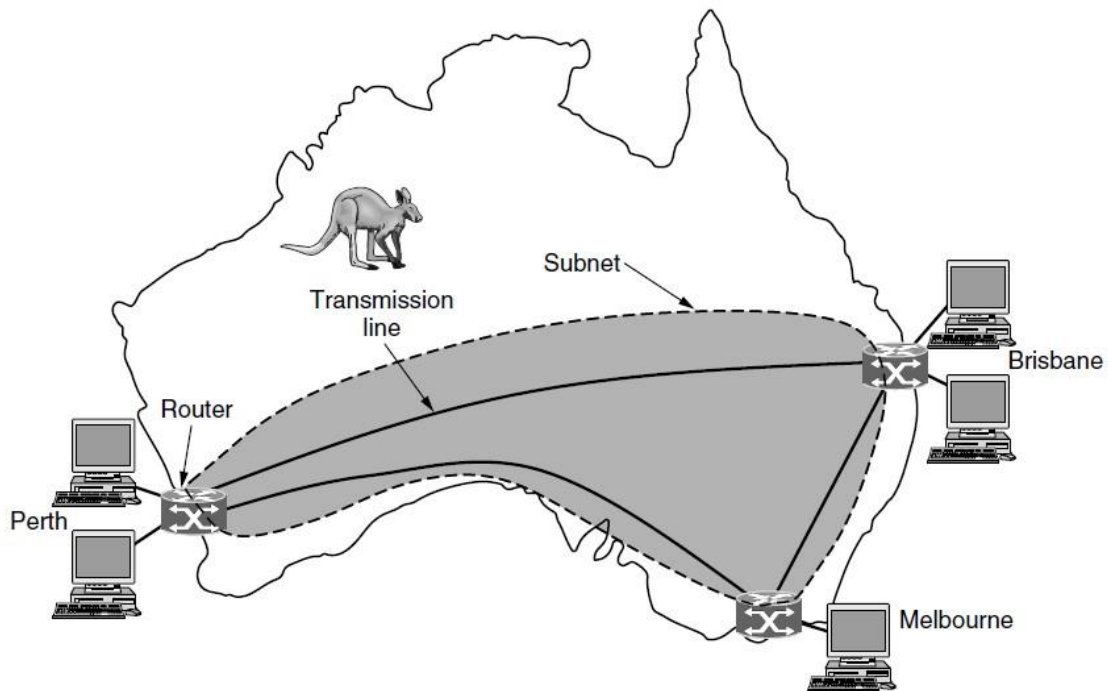 Subnet
Transmission
line
Brisbane
Router
Perth
Melbourne